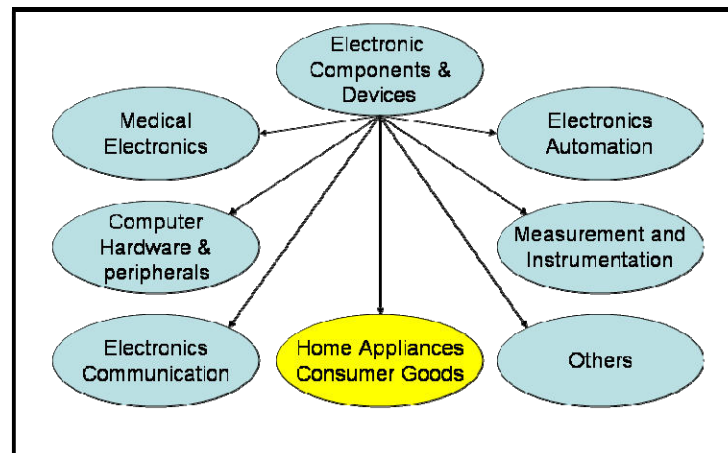 Electronic
Components &
Devices
Medical
Electronics
Electronics
Automation
Computer
Hardware &
peripherals
Measurement and
Instrumentation
Electronics
Communication
Home Appliances
Consumer Goods
Others